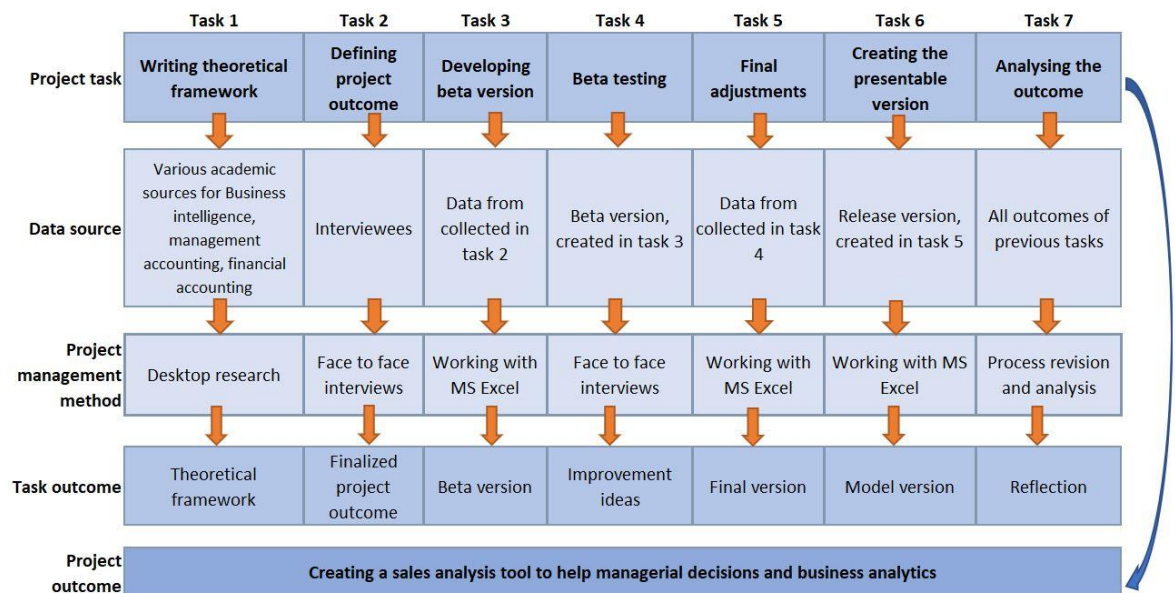 Task 1
Task 2
Task 3
Task 4
Task 5
Task 6
Task 7
Project task
Writing theoretical
framework
Defining
project
outcome
Developing
beta version
Beta testing
Final
adjustments
Creating the
presentable
version
Analysing the
outcome
Data source
Various academic
sources for Business
intelligence,
management
accounting, financial
accounting
Interviewees
Data from
collected in
task 2
Beta version,
created in task 3
Data from
collected in task
4
Release version,
created in task 5
All outcomes of
previous tasks
Project
management
method
Desktop research
Face to face
interviews
Working with
MS Excel
Face to face
interviews
Working with
MS Excel
Working with MS
Excel
Process revision
and analysis
Task outcome
Theoretical
framework
Finalized
project
outcome
Beta version
Improvement
ideas
Final version
Model version
Reflection
Project
outcome
Creating a sales analysis tool to help managerial decisions and business analytics